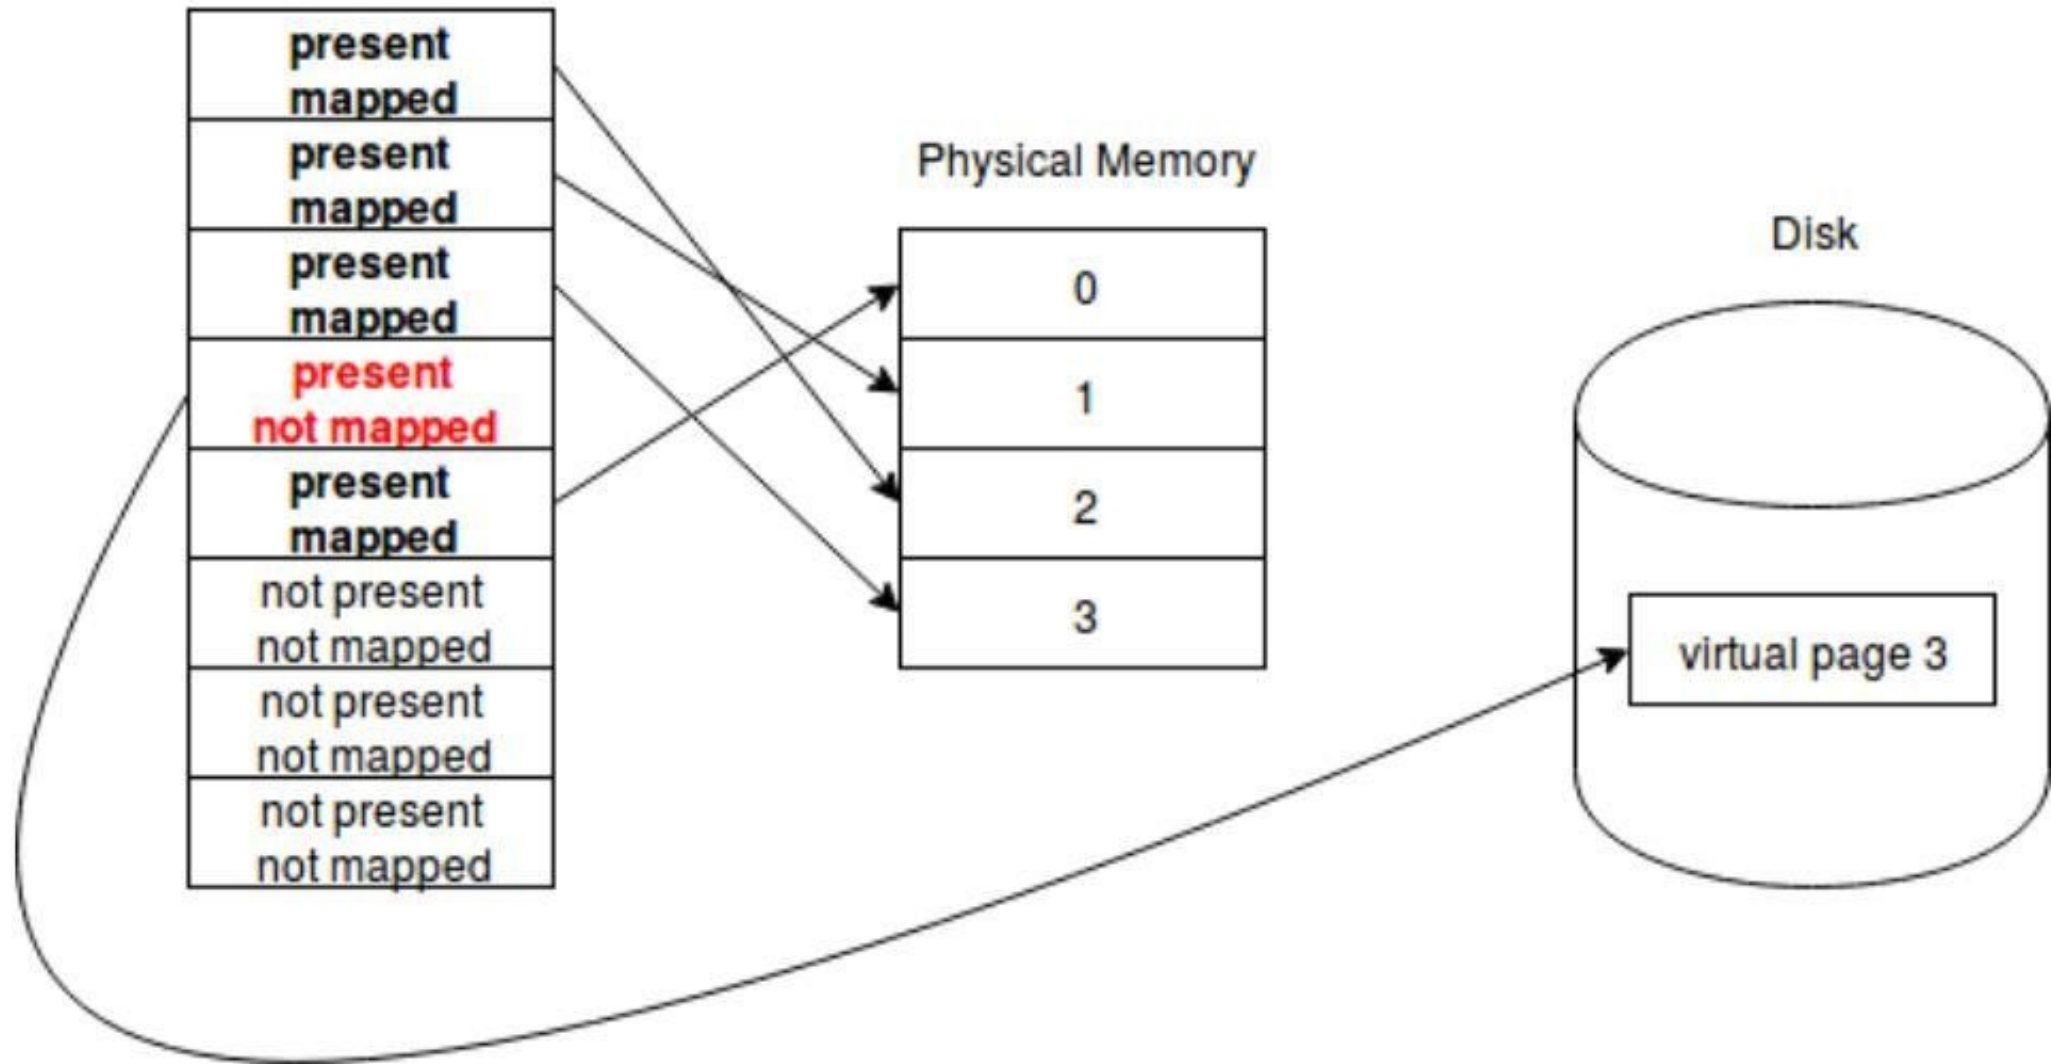 present
mapped
present
mapped
present
mapped
present
not mapped
present
mapped
not present
not mapped
not present
not mapped
not present
not mapped
Physical Memory
0
1
2
3
Disk
virtual page 3